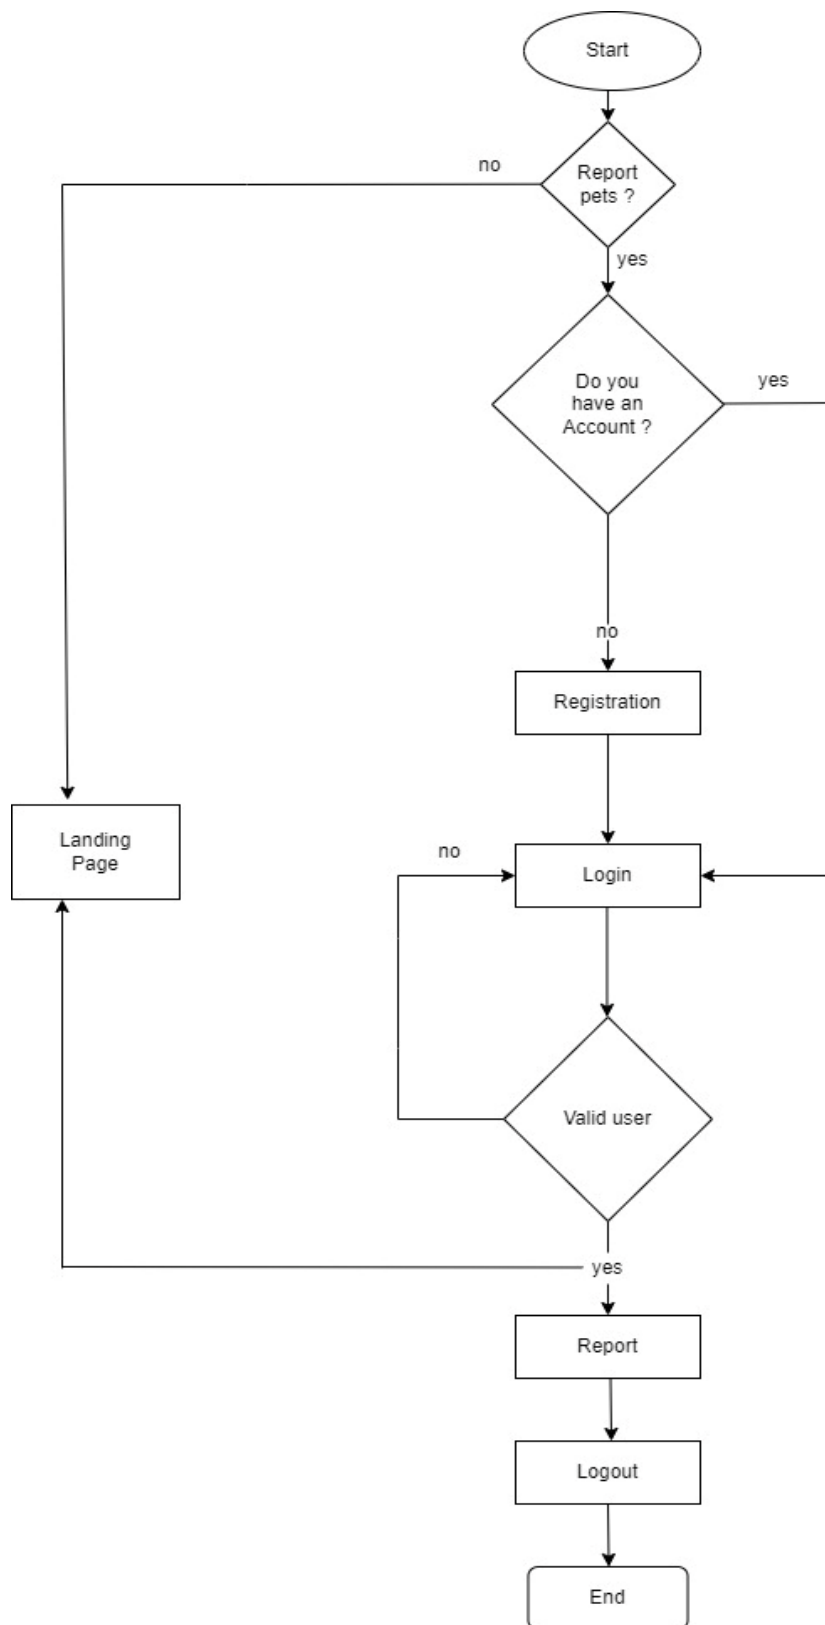 Start
no
Report
pets ?
yes
Do you
have an
Account ?
yes
no
Registration
Landing
Page
no
Login
Valid user
yes
Report
Logout
End